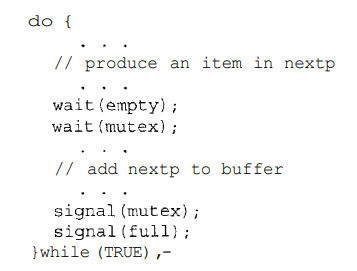 do {
. . .
// produce an item in nextp
. . .
wait(empty);
wait(mutex);
. . .
// add nextp to buffer
. . .
signal(mutex);
signal(full);
}while (TRUE) ,–